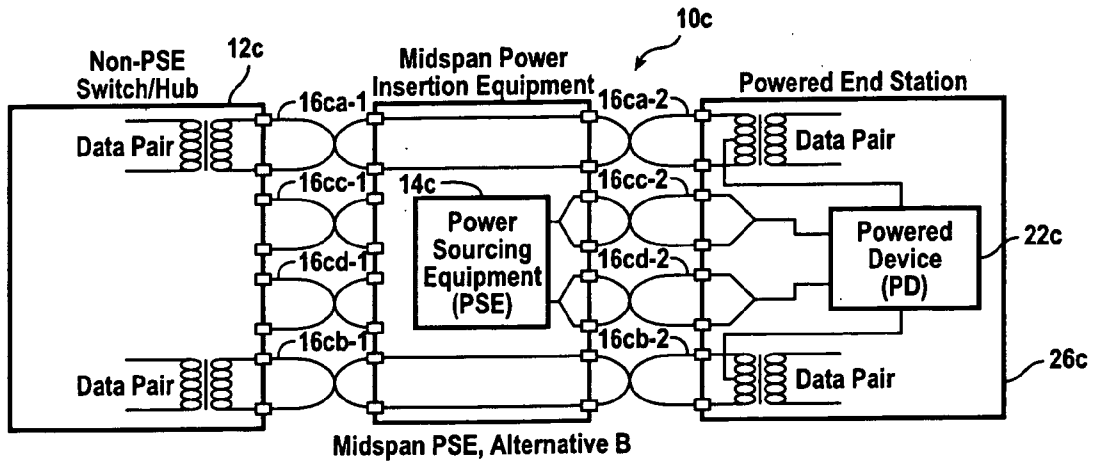 10c
Non-PSE
Switch/Hub
12c
Midspan Power
Insertion Equipment
Powered End Station
16ca-1
16ca-2
Data Pair
Data Pair
16cc-1
14c
16cc-2
Power
Sourcing
Equipment
(PSE)
Powered
Device
(PD)
22c
16cd-1
16cd-2
16cb-1
16cb-2
Data Pair
Data Pair
26c
Midspan PSE, Alternative B